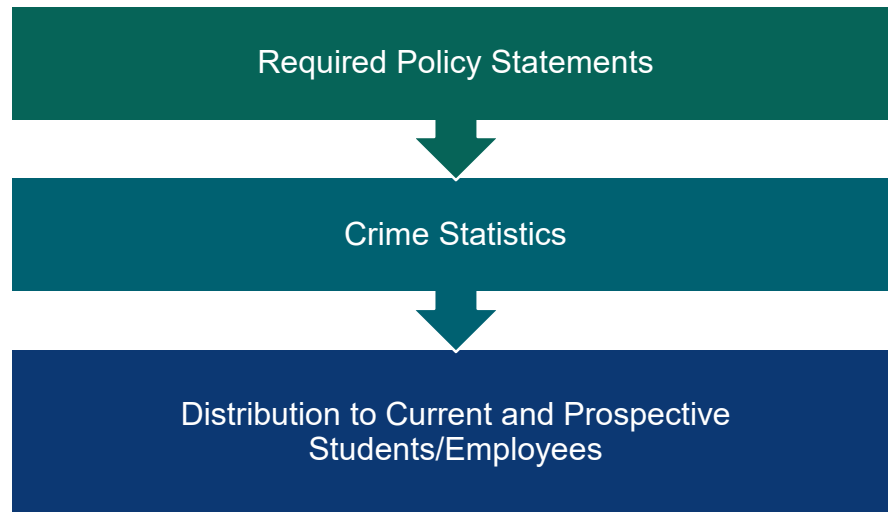 Required Policy Statements
Crime Statistics
Distribution to Current and Prospective
Students/Employees